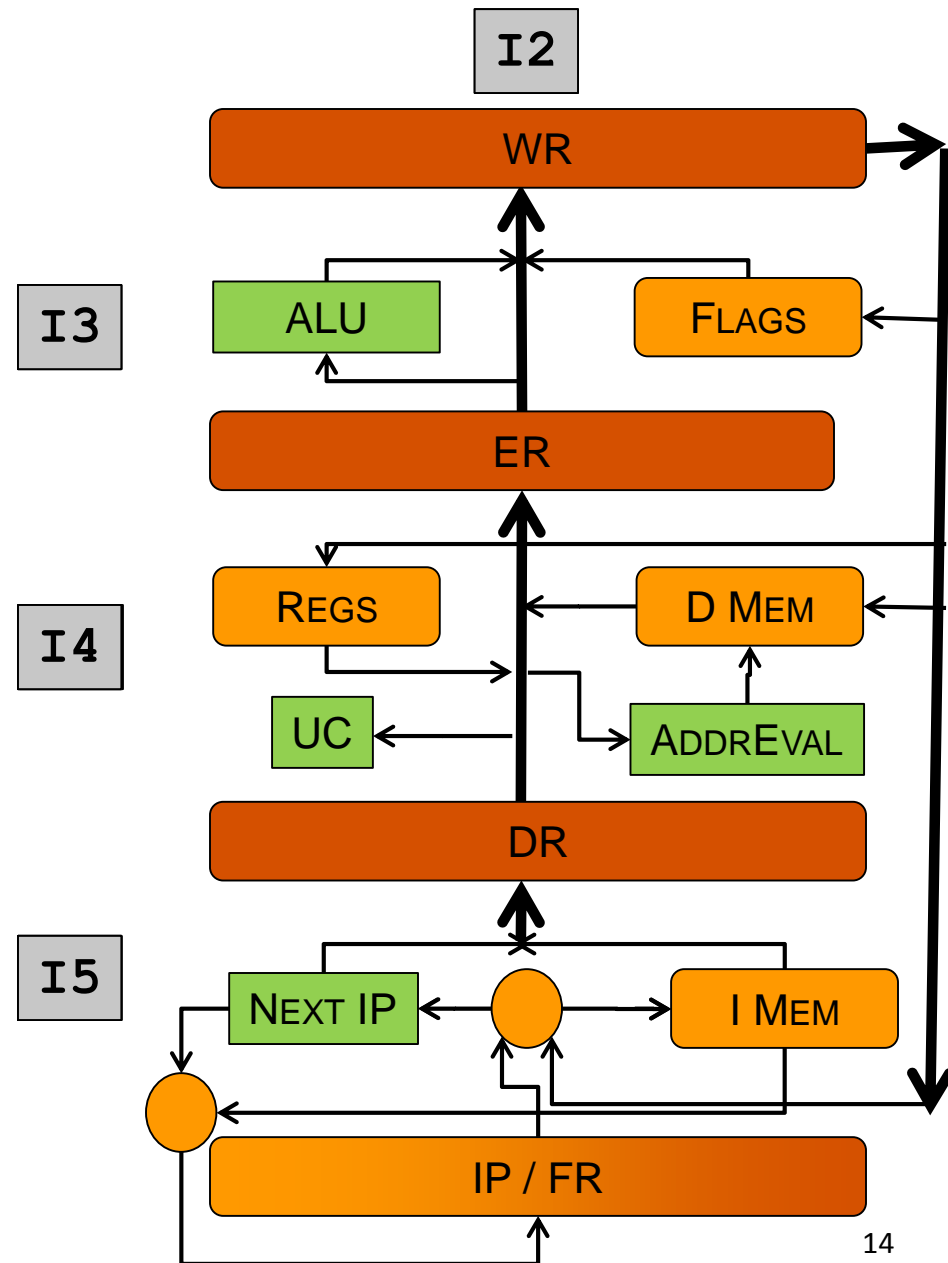 I2
WR
I3
ALU
FLAGS
ER
I4
REGS
D MEM
UC
ADDREVAL
DR
I5
NEXT IP
I MEM
IP / FR
14